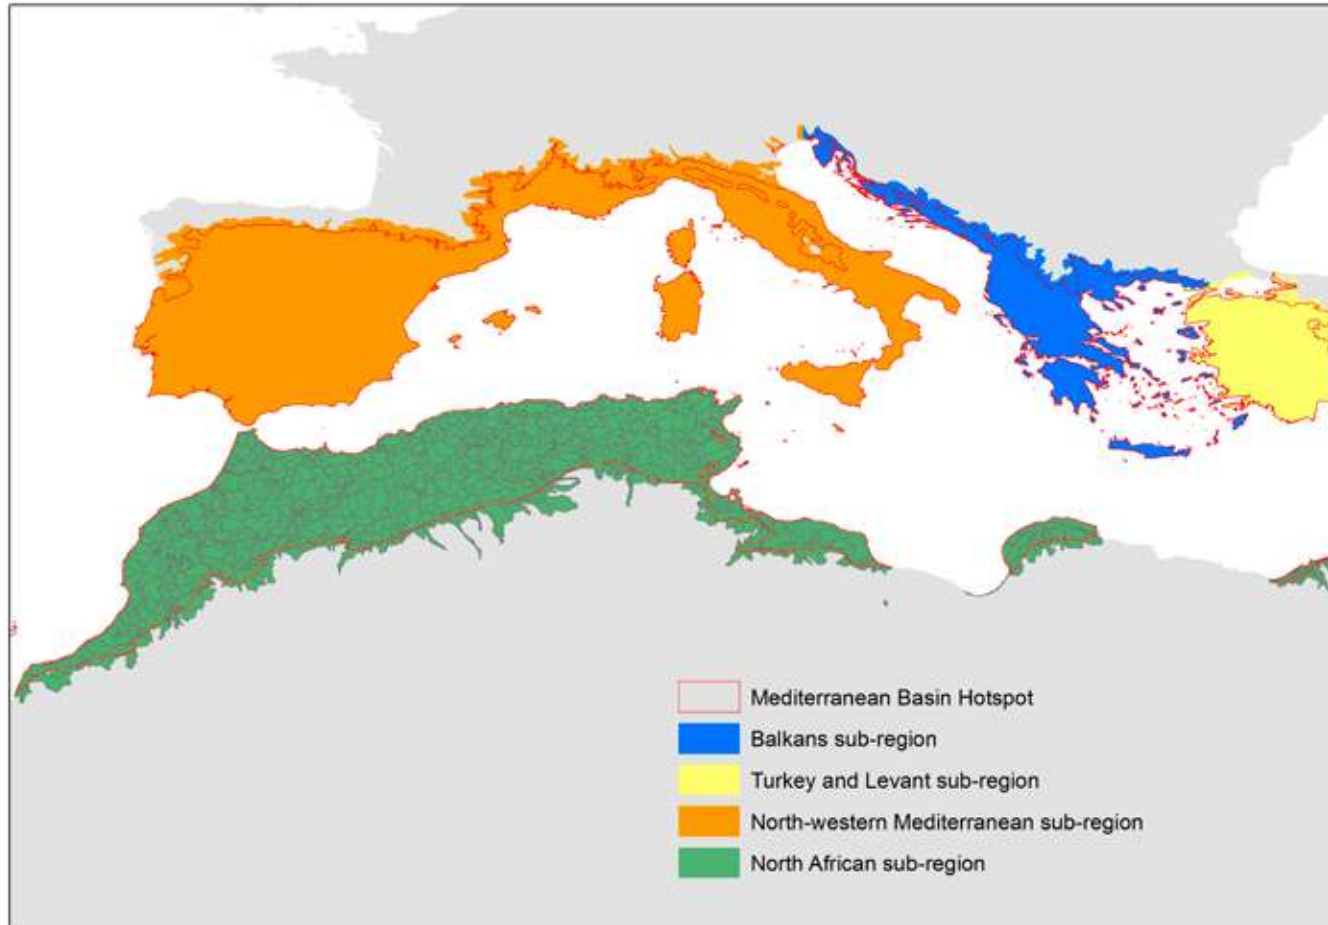 Mediterranean Basin Hotspot
Balkans sub-region
Turkey and Levant sub-region
North-western Mediterranean sub-region
North African sub-region